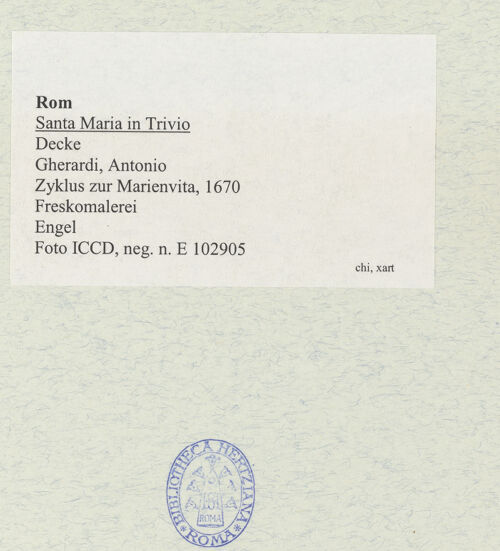 Rom
Santa Maria in Trivio
Decke
Gherardi, Antonio
Zyklus zur Marienvita, 1670
Freskomalerei
Engel
Foto ICCD, neg. n. E 102905
chi, xart
BIBLIOTHECA HERTZIANA
ROMA
ROMA